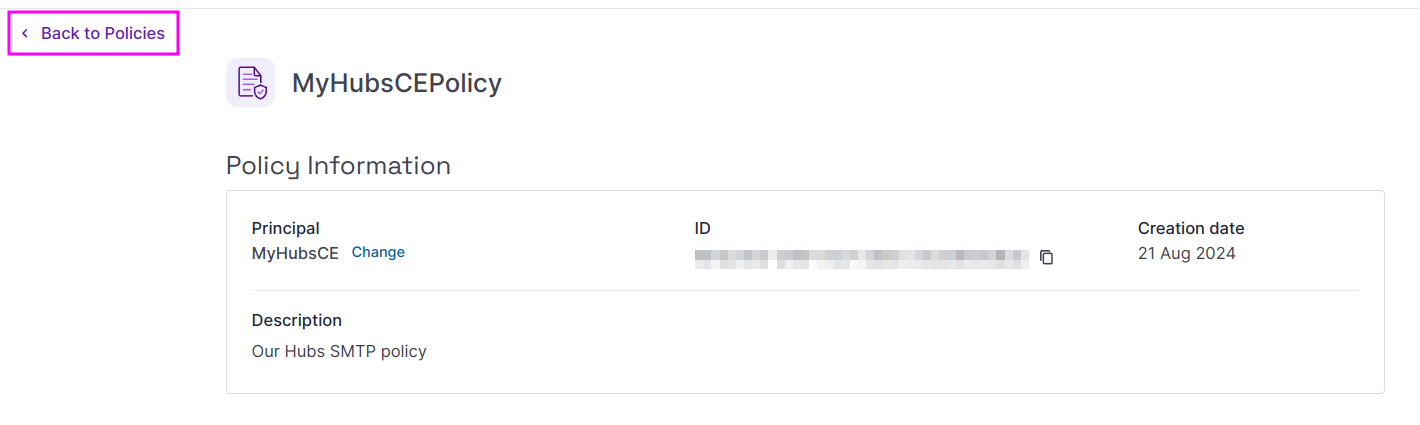 Back to Policies
MyHubsCEPolicy
Policy Information
Principal
MyHubsCE Change
ID
Creation date
21 Aug 2024
Description
Our Hubs SMTP policy